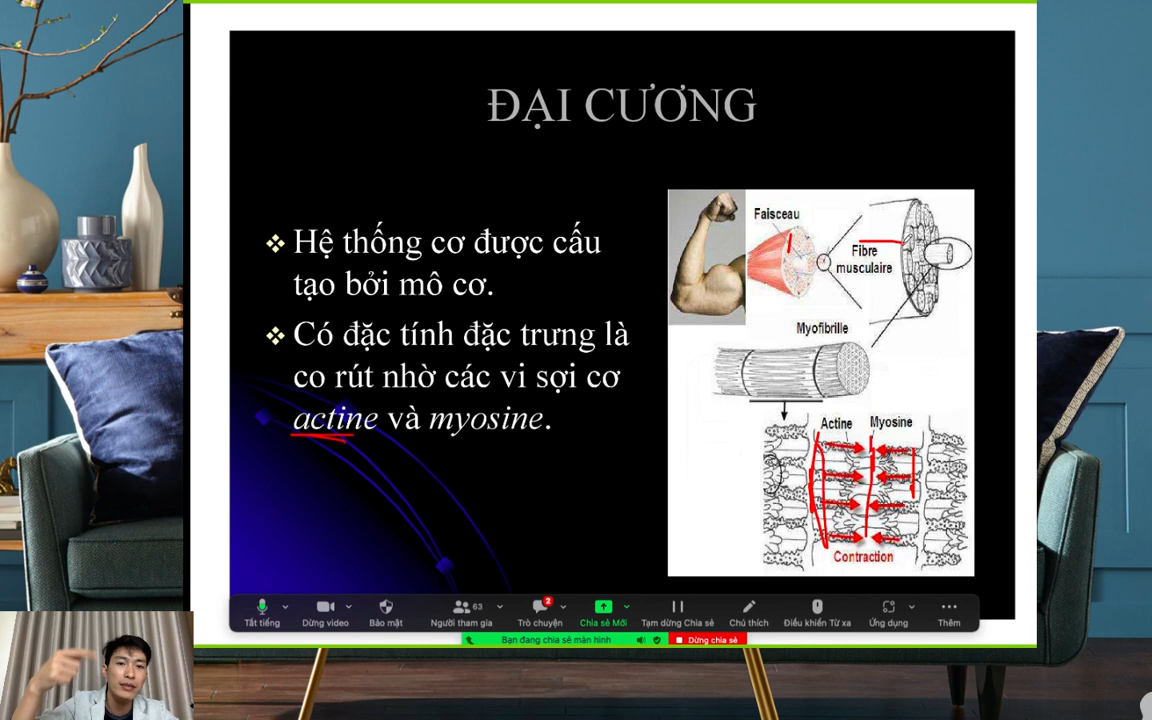 ĐẠI CƯƠNG
Hệ thống cơ được cấu
tạo bởi mô cơ.
Có đặc tính đặc trưng là
co rút nhờ các vi sợi cơ
actine và myosine.
Faisceau
Fibre
musculaire
Myofibrille
Actine
Myosine
Contraction
Tắt tiếng
Dừng video
Bảo mật
63
Người tham gia
2
Trò chuyện
Chia sẻ Mới
Tạm dừng Chia sẻ
Chú thích
Điều khiển Từ xa
Ứng dụng
Thêm
Bạn đang chia sẻ màn hình
Dừng chia sẻ